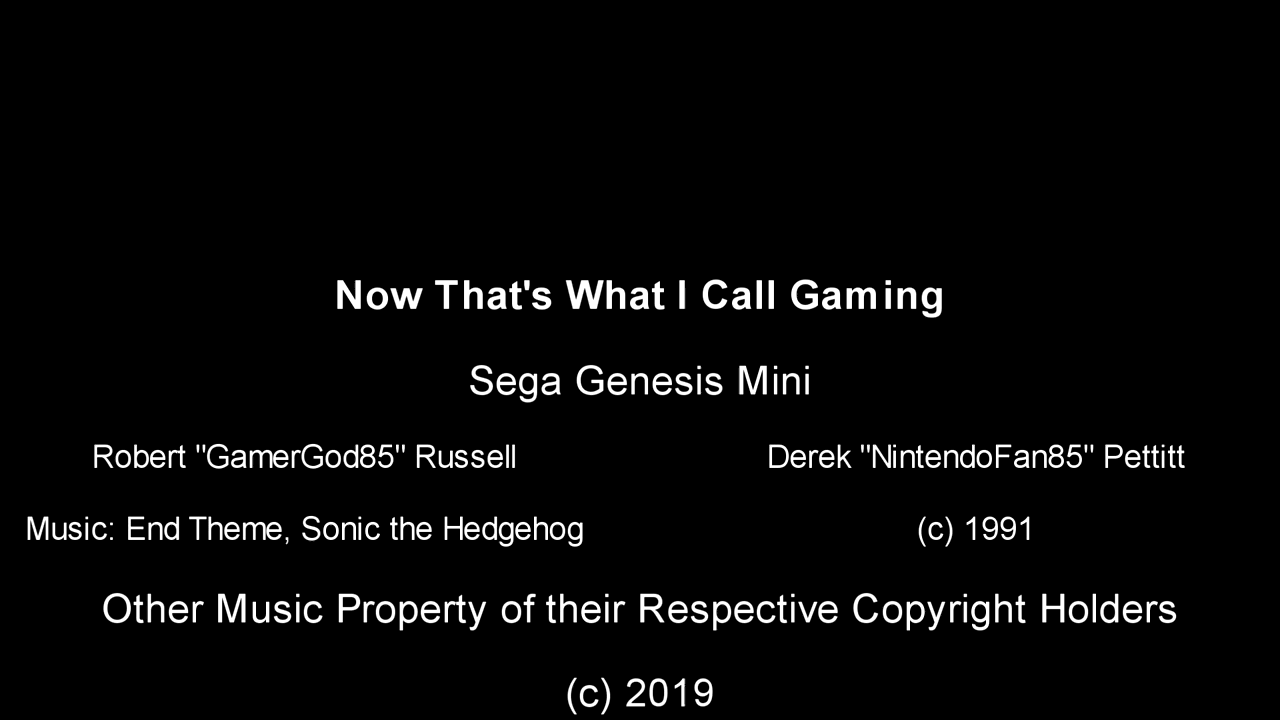 Now That's What I Call Gaming
Sega Genesis Mini
Robert "GamerGod85" Russell Derek "NintendoFan85" Pettitt
Music: End Theme, Sonic the Hedgehog (c) 1991
Other Music Property of their Respective Copyright Holders
(c) 2019